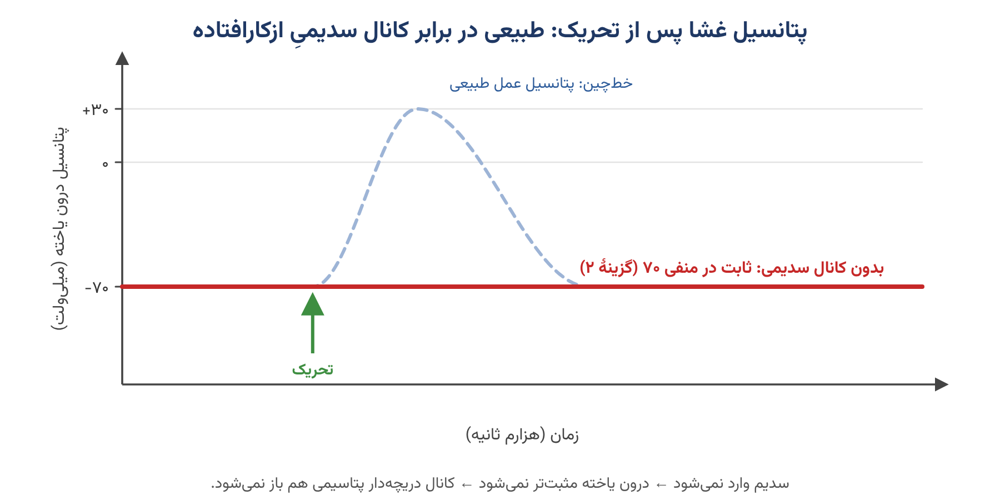 پتانسیل غشا پس از تحریک: طبیعی در برابر کانال سدیمیِ ازکارافتاده
خط‌چین: پتانسیل عمل طبیعی
+۳۰
۰
−۷۰
پتانسیل درون یاخته (میلی‌ولت)
بدون کانال سدیمی: ثابت در منفی ۷۰ (گزینهٔ ۲)
تحریک
زمان (هزارم ثانیه)
سدیم وارد نمی‌شود ← درون یاخته مثبت‌تر نمی‌شود ← کانال دریچه‌دار پتاسیمی هم باز نمی‌شود.